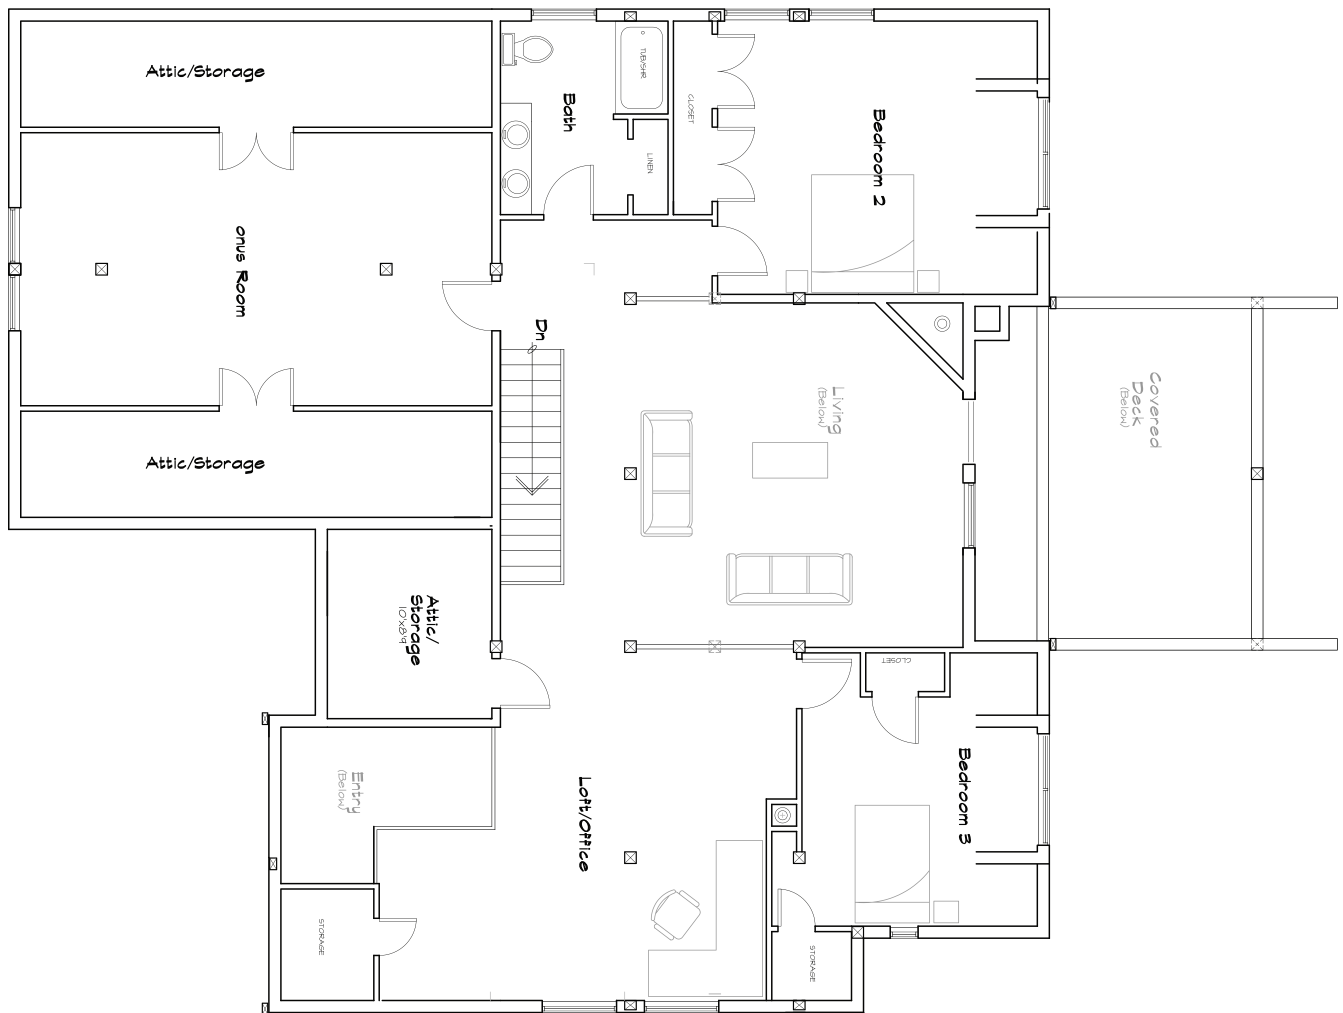 Attic/Storage
Bath
TUB/SHR
LINEN
CLOSET
Bedroom 2
onus Room
Dn
Living
(Below)
Covered
Deck
(Below)
Attic/Storage
Attic/
Storage
10'x8'9
CLOSET
Bedroom 3
Entry
(Below)
Loft/Office
STORAGE
STORAGE